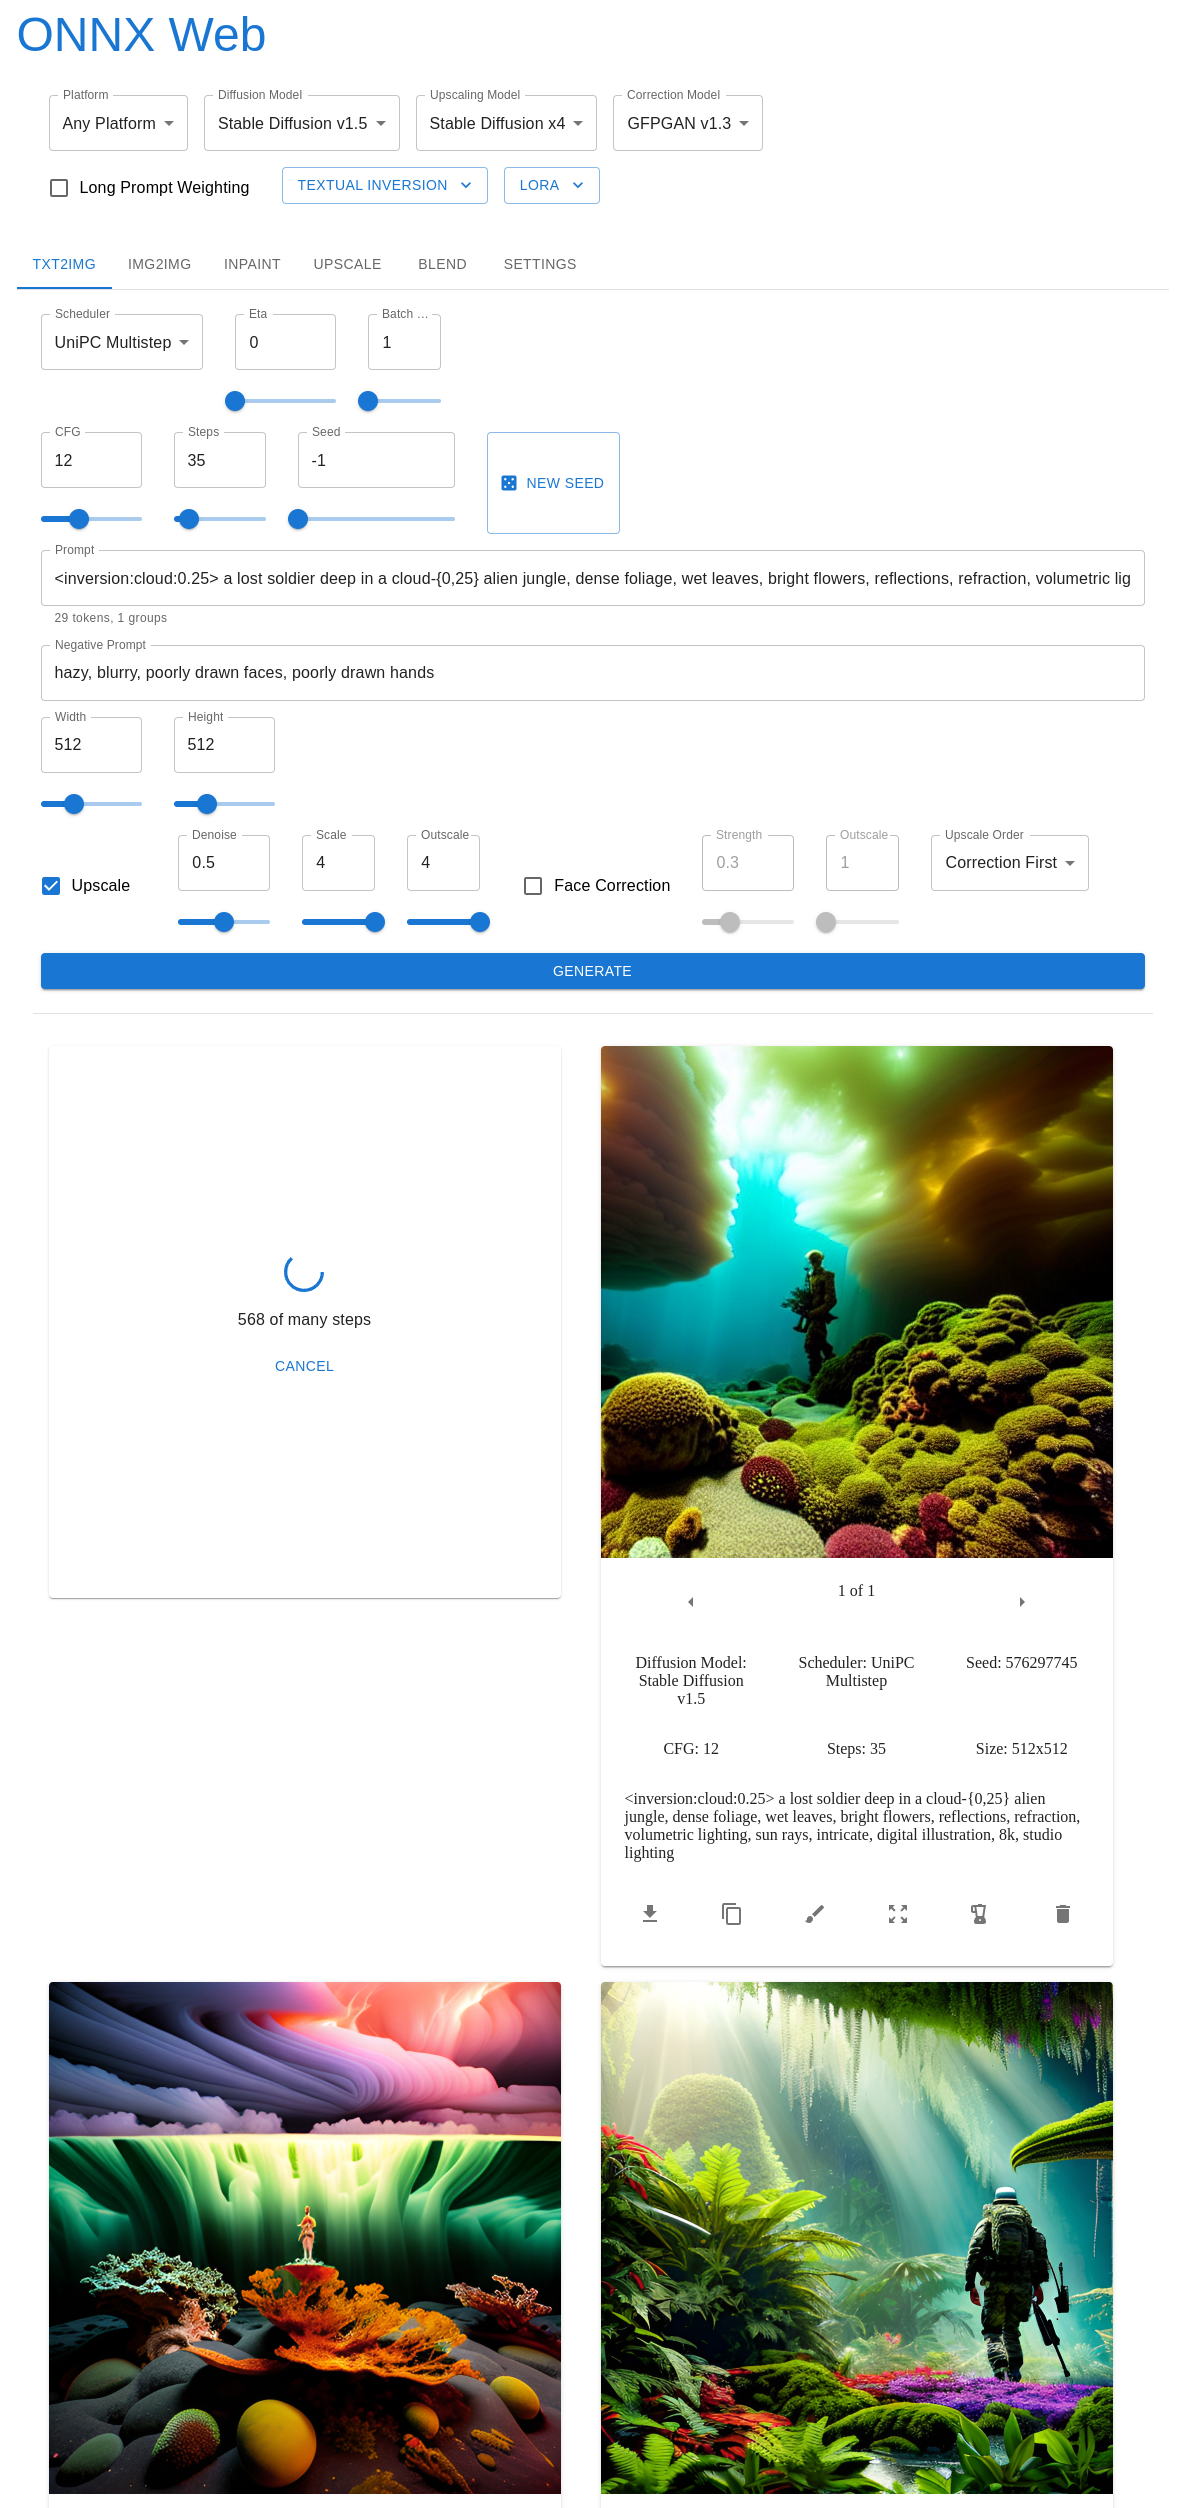 ONNX Web
Platform
Diffusion Model
Upscaling Model
Correction Model
Any Platform
Stable Diffusion v1.5
Stable Diffusion x4
GFPGAN v1.3
Long Prompt Weighting
TEXTUAL INVERSION
LORA
TXT2IMG
IMG2IMG
INPAINT
UPSCALE
BLEND
SETTINGS
Scheduler
Eta
Batch ...
UniPC Multistep
0
1
CFG
Steps
Seed
12
35
-1
NEW SEED
Prompt
<inversion:cloud:0.25> a lost soldier deep in a cloud-{0,25} alien jungle, dense foliage, wet leaves, bright flowers, reflections, refraction, volumetric lig
29 tokens, 1 groups
Negative Prompt
hazy, blurry, poorly drawn faces, poorly drawn hands
Width
Height
512
512
Upscale
Denoise
Scale
Outscale
0.5
4
4
Face Correction
Strength
Outscale
Upscale Order
0.3
1
Correction First
GENERATE
568 of many steps
CANCEL
1 of 1
Diffusion Model:
Stable Diffusion
v1.5
Scheduler: UniPC
Multistep
Seed: 576297745
CFG: 12
Steps: 35
Size: 512x512
<inversion:cloud:0.25> a lost soldier deep in a cloud-{0,25} alien
jungle, dense foliage, wet leaves, bright flowers, reflections, refraction,
volumetric lighting, sun rays, intricate, digital illustration, 8k, studio
lighting